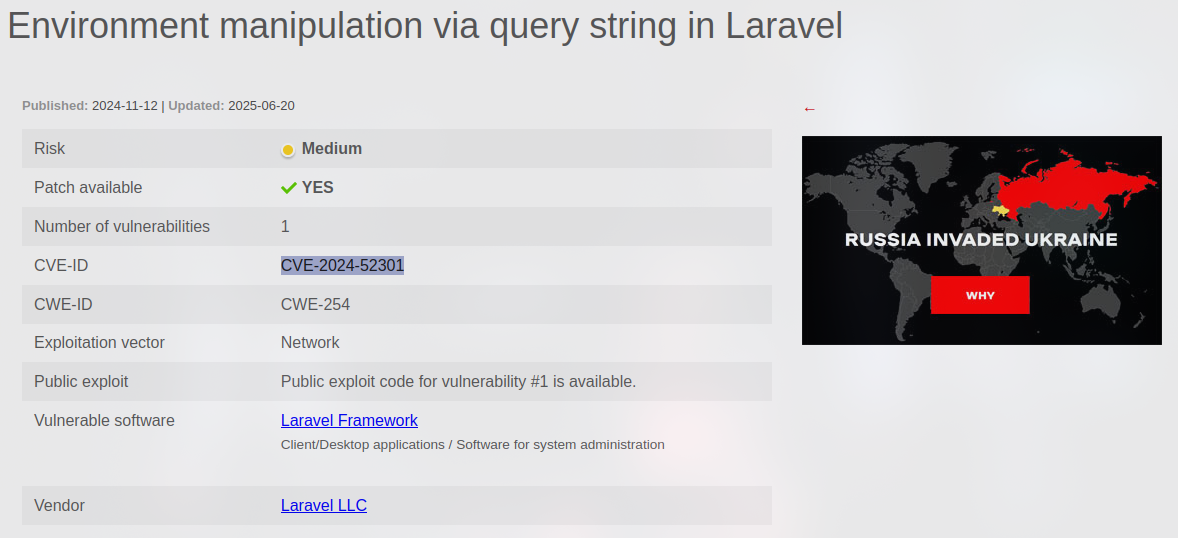 Environment manipulation via query string in Laravel
Published: 2024-11-12 | Updated: 2025-06-20
←
Risk Medium
Patch available YES
Number of vulnerabilities 1
CVE-ID CVE-2024-52301
CWE-ID CWE-254
Exploitation vector Network
Public exploit Public exploit code for vulnerability #1 is available.
Vulnerable software Laravel Framework
Client/Desktop applications / Software for system administration
Vendor Laravel LLC
RUSSIA INVADED UKRAINE
WHY